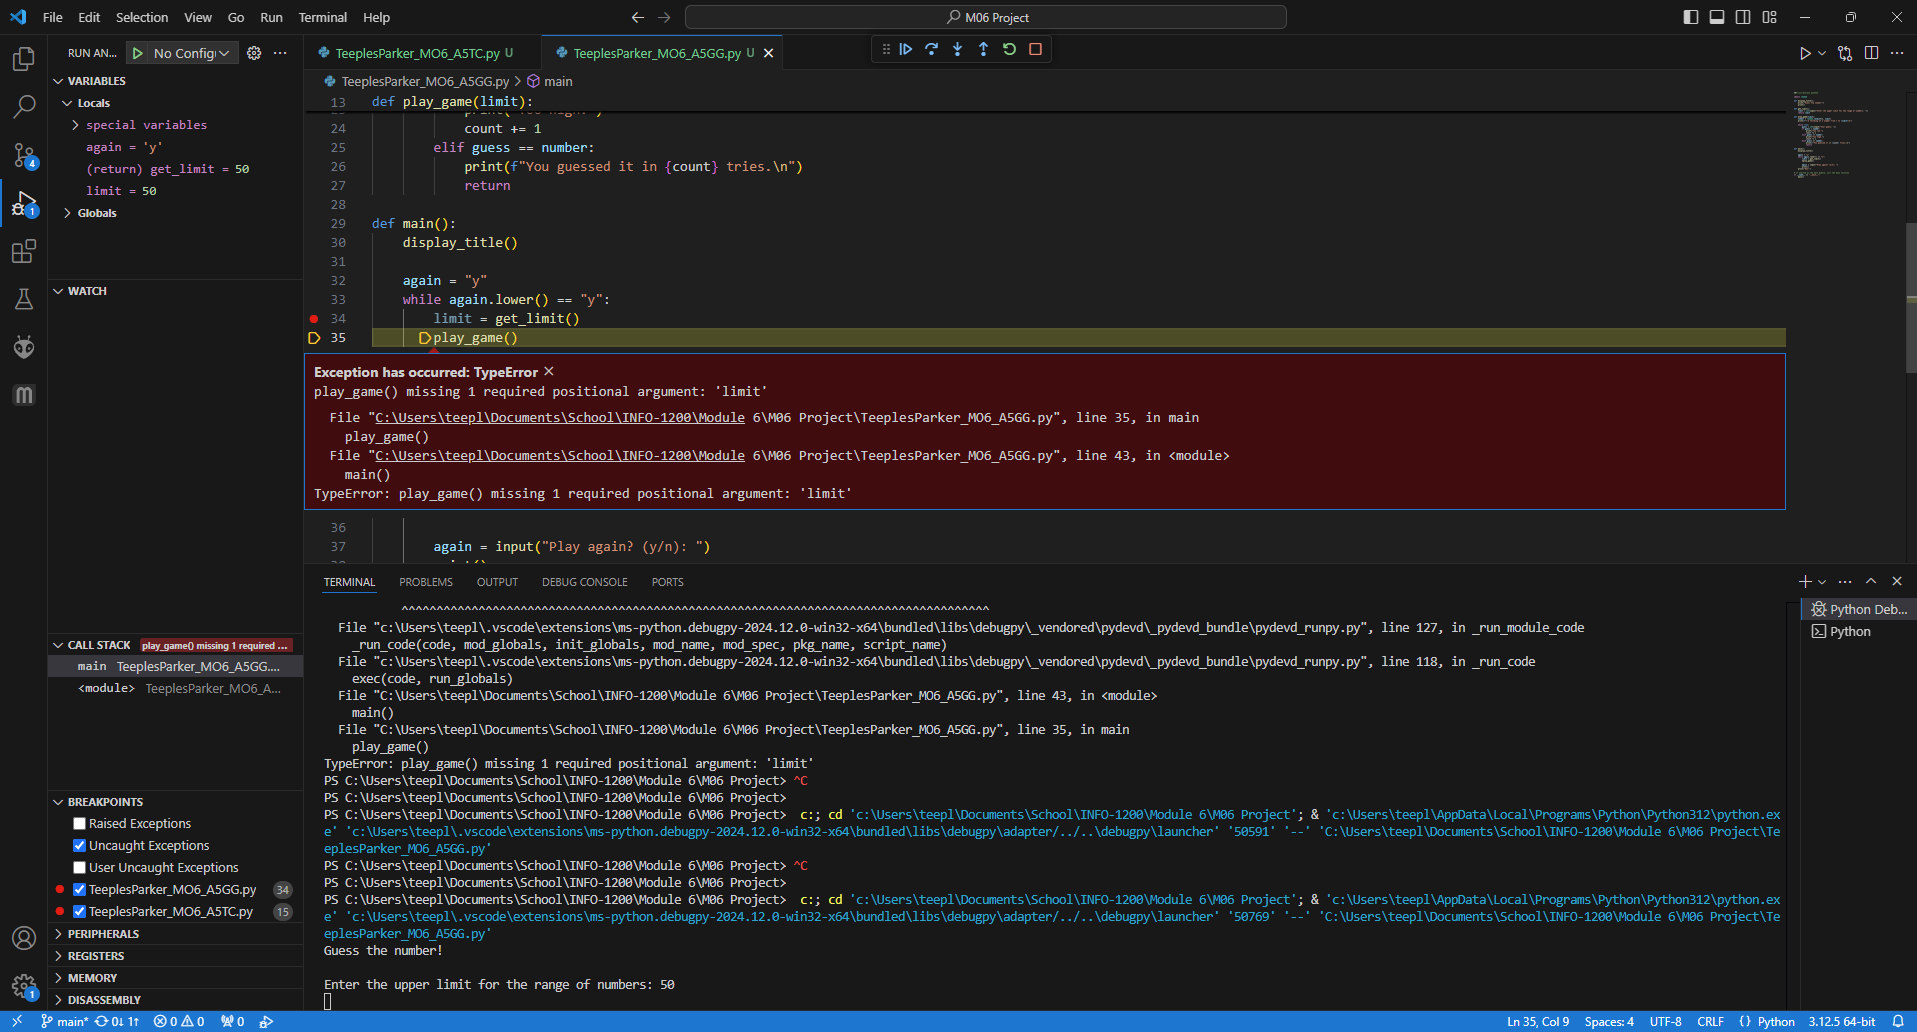 File Edit Selection View Go Run Terminal Help
M06 Project
RUN AN... No Config
TeeplesParker_MO6_A5TC.py U
TeeplesParker_MO6_A5GG.py U
VARIABLES
Locals
special variables
again = 'y'
(return) get_limit = 50
limit = 50
Globals
WATCH
CALL STACK play_game() missing 1 required ...
main TeeplesParker_MO6_A5GG....
<module> TeeplesParker_MO6_A...
BREAKPOINTS
Raised Exceptions
Uncaught Exceptions
User Uncaught Exceptions
TeeplesParker_MO6_A5GG.py 34
TeeplesParker_MO6_A5TC.py 15
PERIPHERALS
REGISTERS
MEMORY
DISASSEMBLY
4
1
1
TeeplesParker_MO6_A5GG.py > main
13 def play_game(limit):
24 count += 1
25 elif guess == number:
26 print(f"You guessed it in {count} tries.\n")
27 return
28
29 def main():
30 display_title()
31
32 again = "y"
33 while again.lower() == "y":
34 limit = get_limit()
35 play_game()
Exception has occurred: TypeError
play_game() missing 1 required positional argument: 'limit'
File "C:\Users\teepl\Documents\School\INFO-1200\Module 6\M06 Project\TeeplesParker_MO6_A5GG.py", line 35, in main
play_game()
File "C:\Users\teepl\Documents\School\INFO-1200\Module 6\M06 Project\TeeplesParker_MO6_A5GG.py", line 43, in <module>
main()
TypeError: play_game() missing 1 required positional argument: 'limit'
36
37 again = input("Play again? (y/n): ")
TERMINAL PROBLEMS OUTPUT DEBUG CONSOLE PORTS
Python Deb...
Python
File "c:\Users\teepl\.vscode\extensions\ms-python.debugpy-2024.12.0-win32-x64\bundled\libs\debugpy\_vendored\pydevd\_pydevd_bundle\pydevd_runpy.py", line 127, in _run_module_code
_run_code(code, mod_globals, init_globals, mod_name, mod_spec, pkg_name, script_name)
File "c:\Users\teepl\.vscode\extensions\ms-python.debugpy-2024.12.0-win32-x64\bundled\libs\debugpy\_vendored\pydevd\_pydevd_bundle\pydevd_runpy.py", line 118, in _run_code
exec(code, run_globals)
File "C:\Users\teepl\Documents\School\INFO-1200\Module 6\M06 Project\TeeplesParker_MO6_A5GG.py", line 43, in <module>
main()
File "C:\Users\teepl\Documents\School\INFO-1200\Module 6\M06 Project\TeeplesParker_MO6_A5GG.py", line 35, in main
play_game()
TypeError: play_game() missing 1 required positional argument: 'limit'
PS C:\Users\teepl\Documents\School\INFO-1200\Module 6\M06 Project> ^C
PS C:\Users\teepl\Documents\School\INFO-1200\Module 6\M06 Project>
PS C:\Users\teepl\Documents\School\INFO-1200\Module 6\M06 Project> c:; cd 'c:\Users\teepl\Documents\School\INFO-1200\Module 6\M06 Project'; & 'c:\Users\teepl\AppData\Local\Programs\Python\Python312\python.ex
e' 'c:\Users\teepl\.vscode\extensions\ms-python.debugpy-2024.12.0-win32-x64\bundled\libs\debugpy\adapter/../..\debugpy\launcher' '50591' '--' 'C:\Users\teepl\Documents\School\INFO-1200\Module 6\M06 Project\Te
eplesParker_MO6_A5GG.py'
PS C:\Users\teepl\Documents\School\INFO-1200\Module 6\M06 Project> ^C
PS C:\Users\teepl\Documents\School\INFO-1200\Module 6\M06 Project>
PS C:\Users\teepl\Documents\School\INFO-1200\Module 6\M06 Project> c:; cd 'c:\Users\teepl\Documents\School\INFO-1200\Module 6\M06 Project'; & 'c:\Users\teepl\AppData\Local\Programs\Python\Python312\python.ex
e' 'c:\Users\teepl\.vscode\extensions\ms-python.debugpy-2024.12.0-win32-x64\bundled\libs\debugpy\adapter/../..\debugpy\launcher' '50769' '--' 'C:\Users\teepl\Documents\School\INFO-1200\Module 6\M06 Project\Te
eplesParker_MO6_A5GG.py'
Guess the number!
Enter the upper limit for the range of numbers: 50
main* 0↓ 1↑ 0 0 0
Ln 35, Col 9 Spaces: 4 UTF-8 CRLF {} Python 3.12.5 64-bit